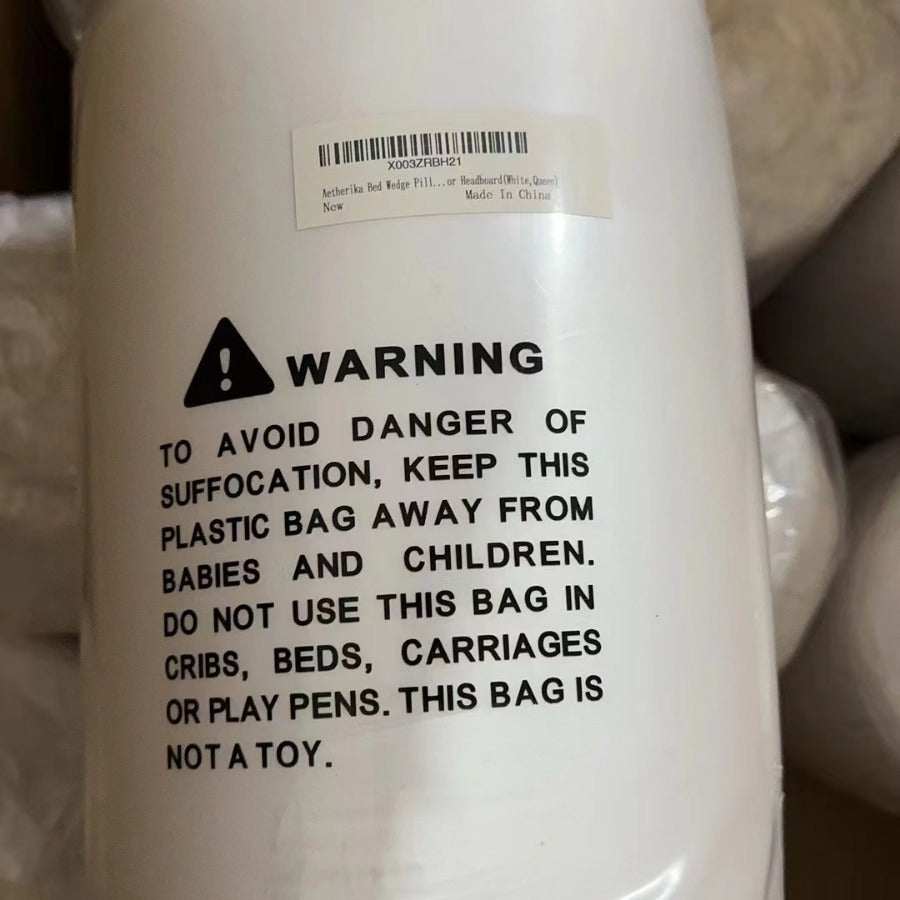 X003ZRBH21
Aetherika Bed Wedge Pill...or Headboard(White,Queen)
New Made In China
WARNING
TO AVOID DANGER OF
SUFFOCATION, KEEP THIS
PLASTIC BAG AWAY FROM
BABIES AND CHILDREN.
DO NOT USE THIS BAG IN
CRIBS, BEDS, CARRIAGES
OR PLAY PENS. THIS BAG IS
NOT A TOY.